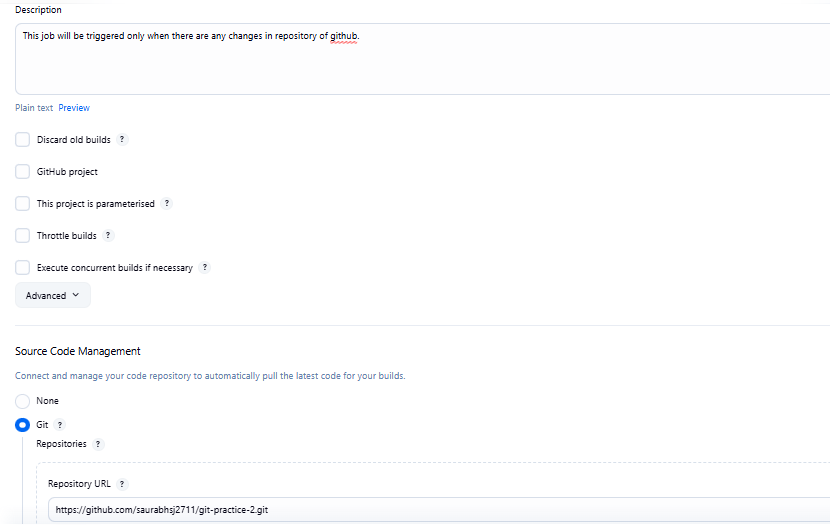 Description
This job will be triggered only when there are any changes in repository of github.
Plain text Preview
Discard old builds ?
GitHub project
This project is parameterised ?
Throttle builds ?
Execute concurrent builds if necessary ?
Advanced
Source Code Management
Connect and manage your code repository to automatically pull the latest code for your builds.
None
Git ?
Repositories ?
Repository URL ?
https://github.com/saurabhsj2711/git-practice-2.git